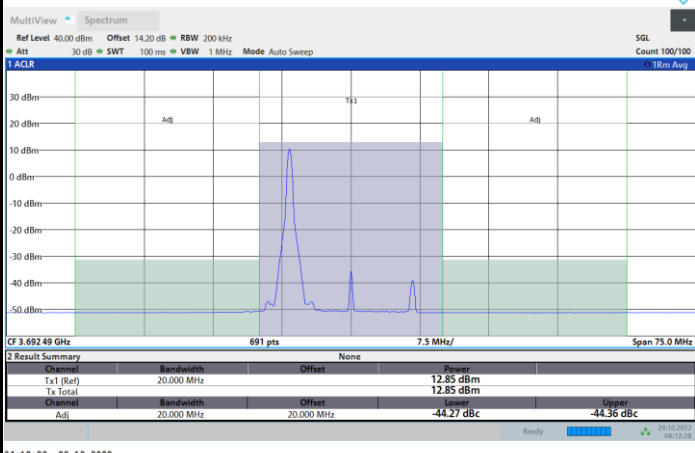 MultiView Spectrum
Ref Level 40.00 dBm Offset 14.20 dB RBW 200 kHz SGL
Att 30 dB SWT 100 ms VBW 1 MHz Mode Auto Sweep Count 100/100
1 ACLR 1Rm Avg
30 dBm
Tx1
Adj Adj
20 dBm
10 dBm
0 dBm
-10 dBm
-20 dBm
-30 dBm
-40 dBm
-50 dBm
CF 3.692 49 GHz 691 pts 7.5 MHz/ Span 75.0 MHz
2 Result Summary None
Channel Bandwidth Offset Power
Tx1 (Ref) 20.000 MHz 12.85 dBm
Tx Total 12.85 dBm
Channel Bandwidth Offset Lower Upper
Adj 20.000 MHz 20.000 MHz -44.27 dBc -44.36 dBc
Ready 20.10.2022
04:12:28